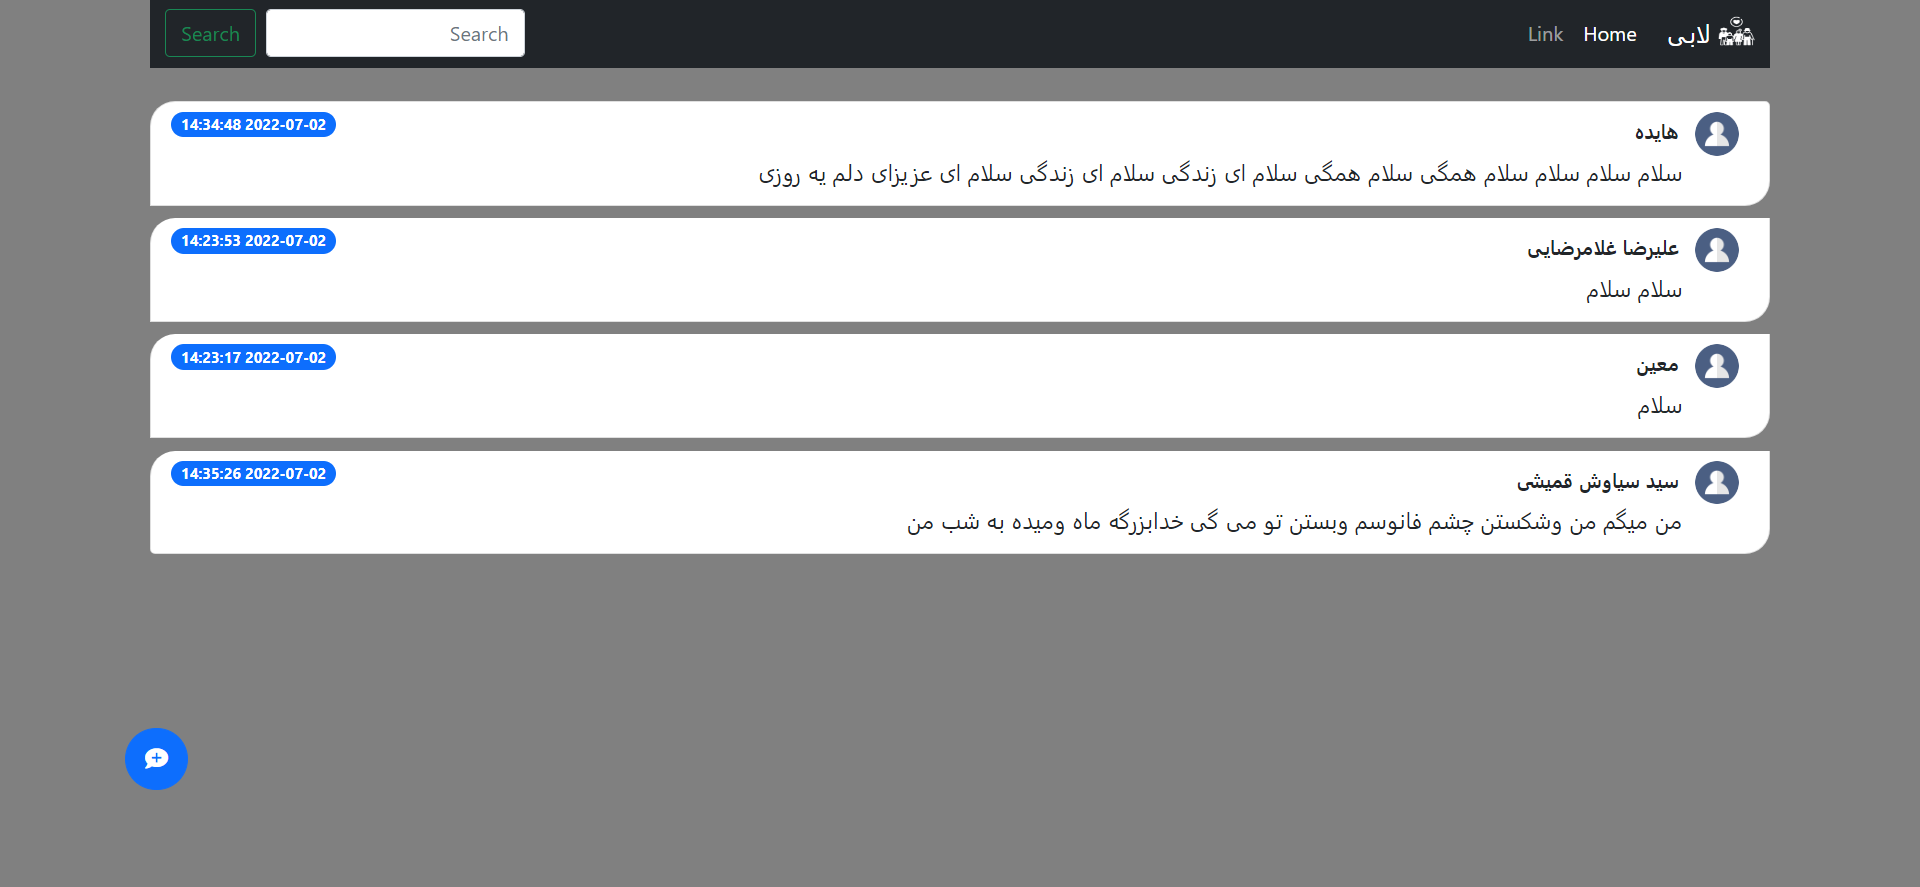 لابی
Home
Link
Search
Search
هایده
14:34:48 2022-07-02
سلام سلام سلام سلام همگی سلام همگی سلام ای زندگی سلام ای زندگی سلام ای عزیزای دلم یه روزی
علیرضا غلامرضایی
14:23:53 2022-07-02
سلام سلام
معین
14:23:17 2022-07-02
سلام
سید سیاوش قمیشی
14:35:26 2022-07-02
من میگم من وشکستن چشم فانوسم وبستن تو می گی خدابزرگه ماه ومیده به شب من